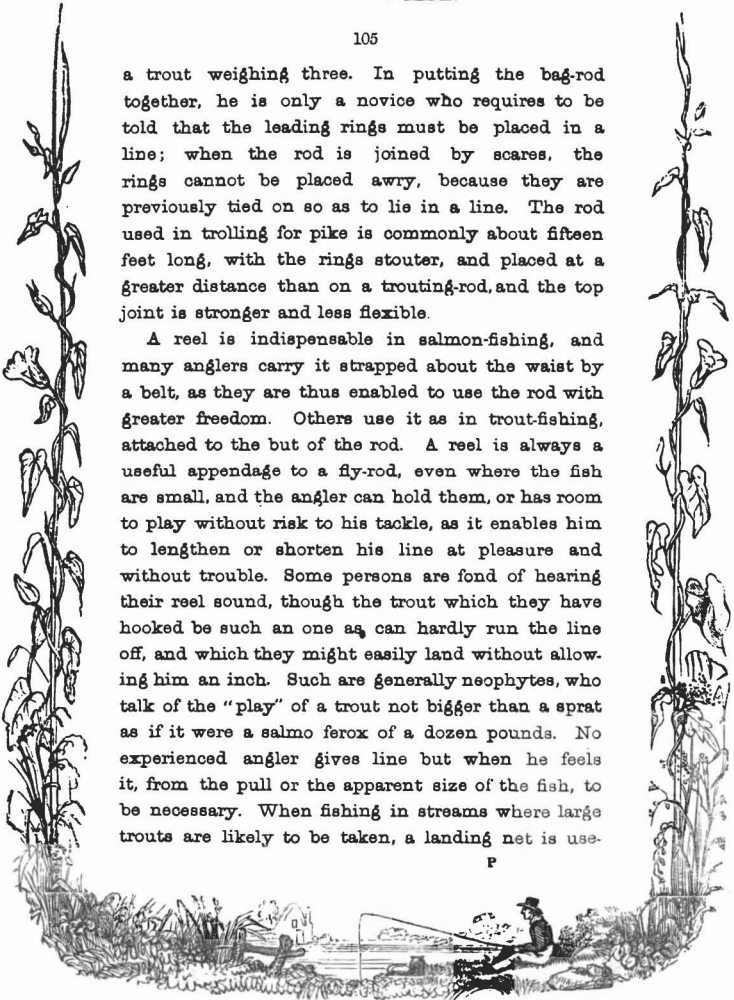 105
a trout weighing three. In putting the bag-rod
together, he is only a novice who requires to be
told that the leading rings must be placed in a
line; when the rod is joined by scares, the
rings cannot be placed awry, because they are
previously tied on so as to lie in a line. The rod
used in trolling for pike is commonly about fifteen
feet long, with the rings stouter, and placed at a
greater distance than on a trouting-rod, and the top
joint is stronger and less flexible.
A reel is indispensable in salmon-fishing, and
many anglers carry it strapped about the waist by
a belt, as they are thus enabled to use the rod with
greater freedom. Others use it as in trout-fishing,
attached to the but of the rod. A reel is always a
useful appendage to a fly-rod, even where the fish
are small, and the angler can hold them, or has room
to play without risk to his tackle, as it enables him
to lengthen or shorten his line at pleasure and
without trouble. Some persons are fond of hearing
their reel sound, though the trout which they have
hooked be such an one as can hardly run the line
off, and which they might easily land without allow-
ing him an inch. Such are generally neophytes, who
talk of the "play" of a trout not bigger than a sprat
as if it were a salmo ferox of a dozen pounds. No
experienced angler gives line but when he feels
it, from the pull or the apparent size of the fish, to
be necessary. When fishing in streams where large
trouts are likely to be taken, a landing net is use-
P